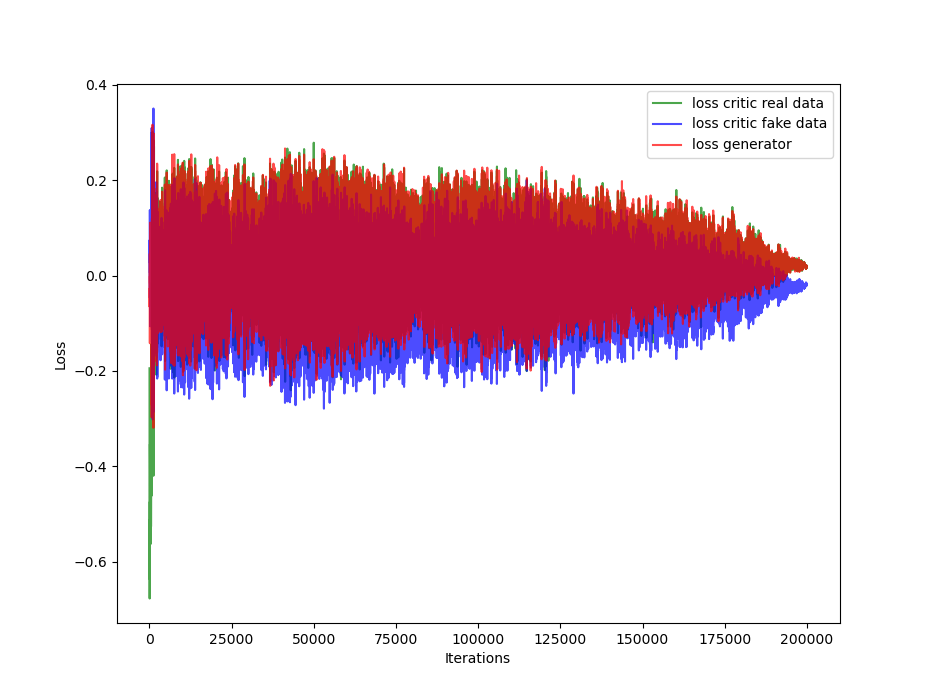 loss critic real data
loss critic fake data
loss generator
0.4
0.2
0.0
−0.2
−0.4
−0.6
Loss
0 25000 50000 75000 100000 125000 150000 175000 200000
Iterations